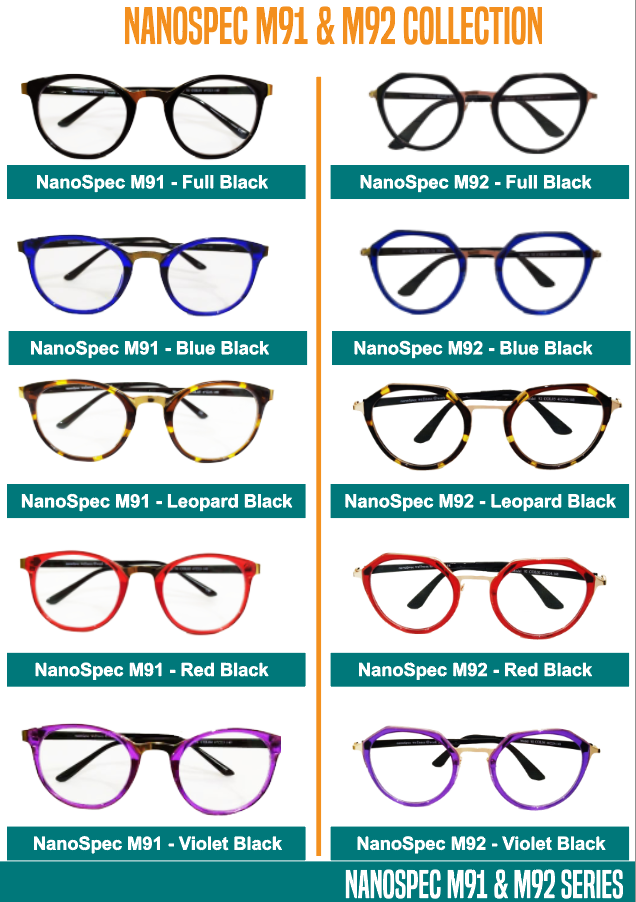 NANOSPEC M91 & M92 COLLECTION
NanoSpec M91 - Full Black
NanoSpec M92 - Full Black
NanoSpec M91 - Blue Black
NanoSpec M92 - Blue Black
NanoSpec M91 - Leopard Black
NanoSpec M92 - Leopard Black
NanoSpec M91 - Red Black
NanoSpec M92 - Red Black
NanoSpec M91 - Violet Black
NanoSpec M92 - Violet Black
NANOSPEC M91 & M92 SERIES